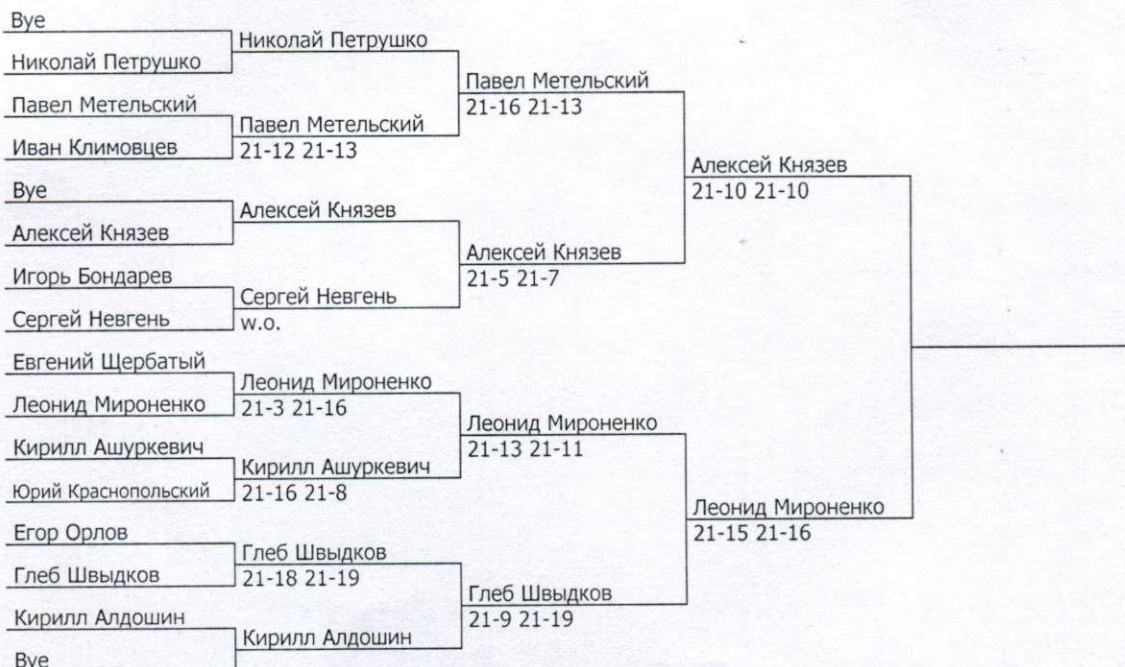 Bye
Николай Петрушко
Павел Метельский
Иван Климовцев
Bye
Алексей Князев
Игорь Бондарев
Сергей Невгень
Евгений Щербатый
Леонид Мироненко
Кирилл Ашуркевич
Юрий Краснопольский
Егор Орлов
Глеб Швыдков
Кирилл Алдошин
Bye
Николай Петрушко
Павел Метельский
21-12 21-13
Алексей Князев
Сергей Невгень
w.o.
Леонид Мироненко
21-3 21-16
Кирилл Ашуркевич
21-16 21-8
Глеб Швыдков
21-18 21-19
Кирилл Алдошин
Павел Метельский
21-16 21-13
Алексей Князев
21-5 21-7
Леонид Мироненко
21-13 21-11
Глеб Швыдков
21-9 21-19
Алексей Князев
21-10 21-10
Леонид Мироненко
21-15 21-16